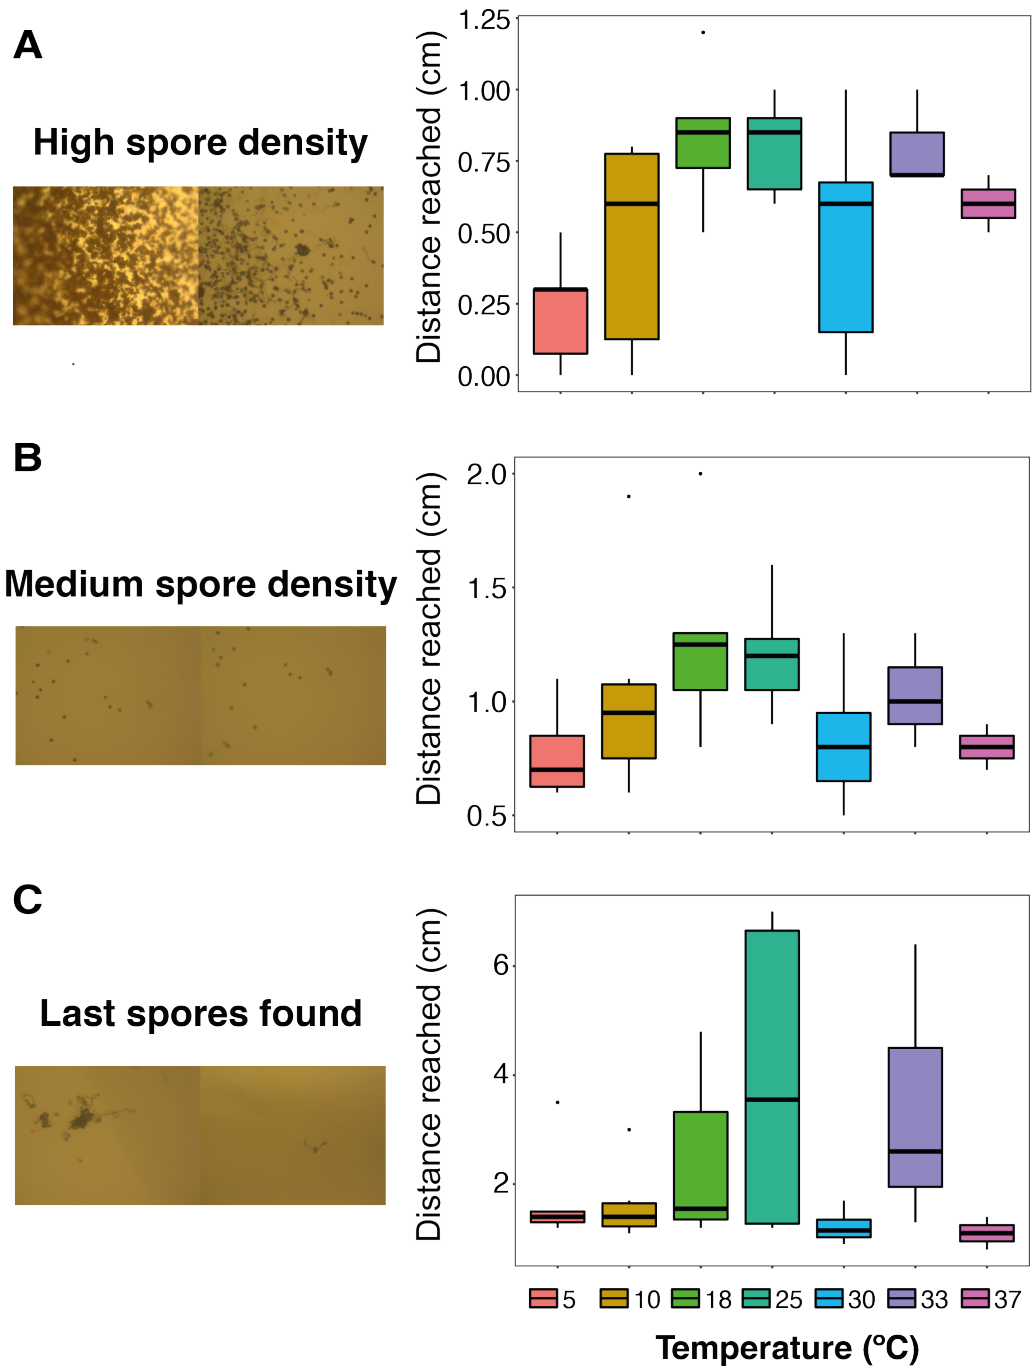 A
High spore density
Distance reached (cm)
1.25
1.00
0.75
0.50
0.25
0.00
B
Medium spore density
Distance reached (cm)
2.0
1.5
1.0
0.5
C
Last spores found
Distance reached (cm)
6
4
2
5 10 18 25 30 33 37
Temperature (ºC)